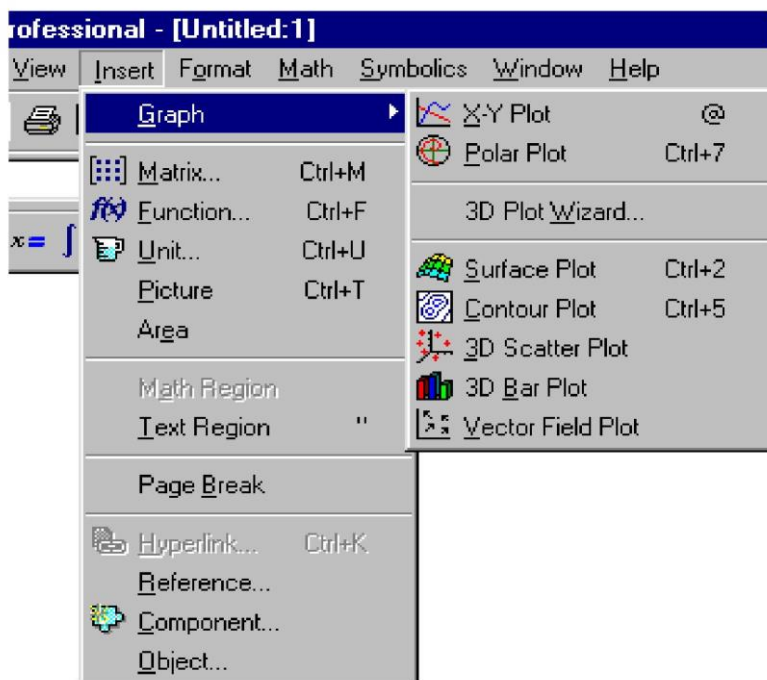 rofessional - [Untitled:1]
View Insert Format Math Symbolics Window Help
Graph
Matrix... Ctrl+M
f(x) Function... Ctrl+F
Unit... Ctrl+U
Picture Ctrl+T
Area
Math Region
Text Region "
Page Break
Hyperlink... Ctrl+K
Reference...
Component...
Object...
X-Y Plot @
Polar Plot Ctrl+7
3D Plot Wizard...
Surface Plot Ctrl+2
Contour Plot Ctrl+5
3D Scatter Plot
3D Bar Plot
Vector Field Plot
x= ∫